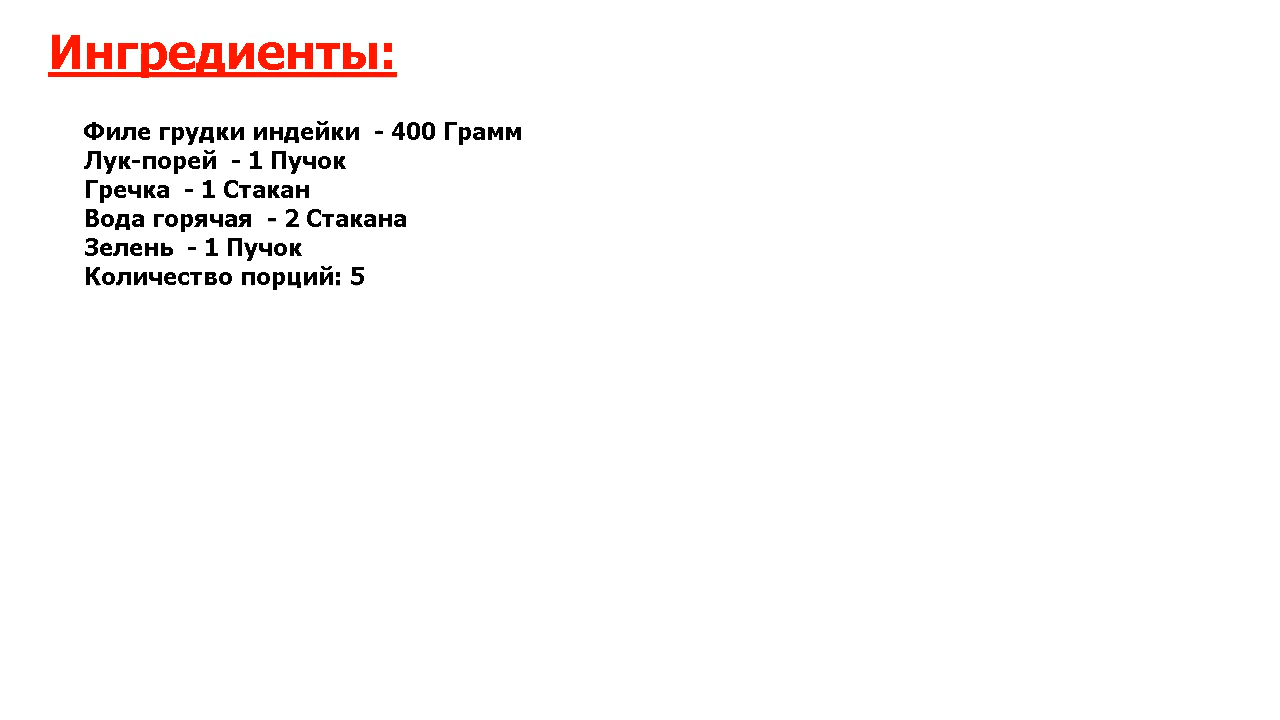 Ингредиенты:
Филе грудки индейки  - 400 Грамм
Лук-порей  - 1 Пучок
Гречка  - 1 Стакан
Вода горячая  - 2 Стакана
Зелень  - 1 Пучок
Количество порций: 5